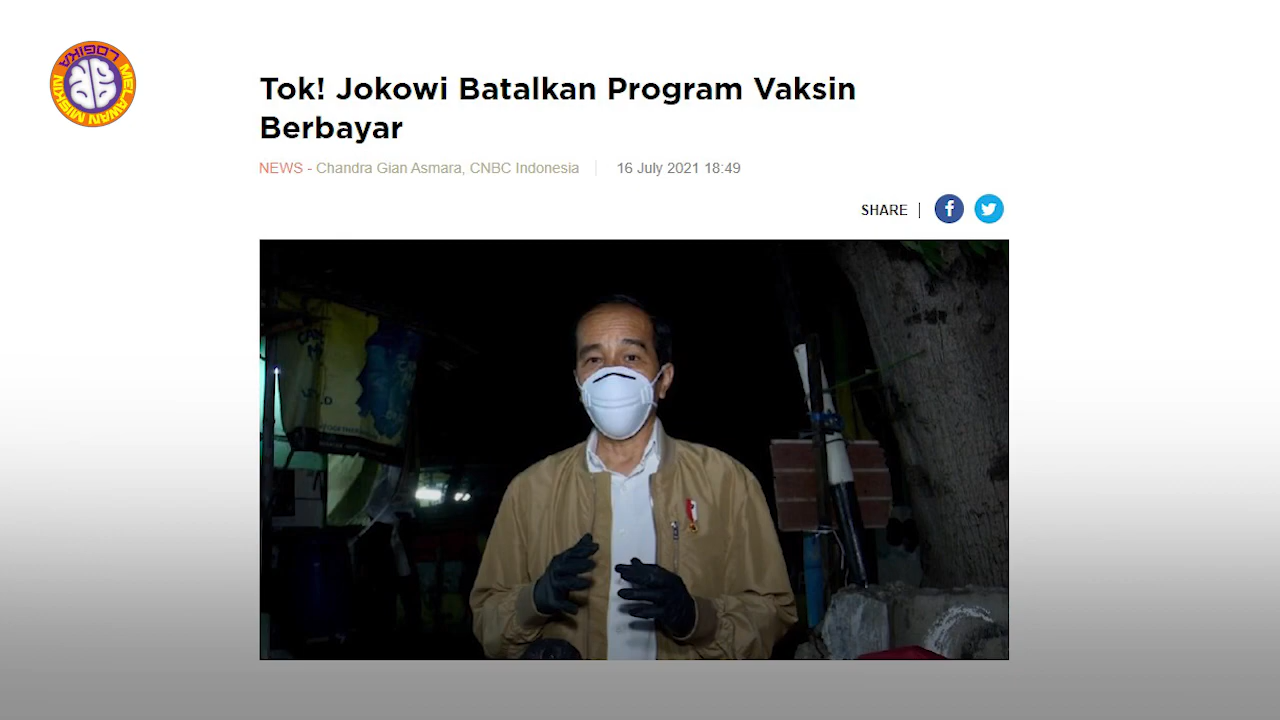 LOGIKA
MELAWAN MISKIN
Tok! Jokowi Batalkan Program Vaksin
Berbayar
NEWS - Chandra Gian Asmara, CNBC Indonesia
16 July 2021 18:49
SHARE